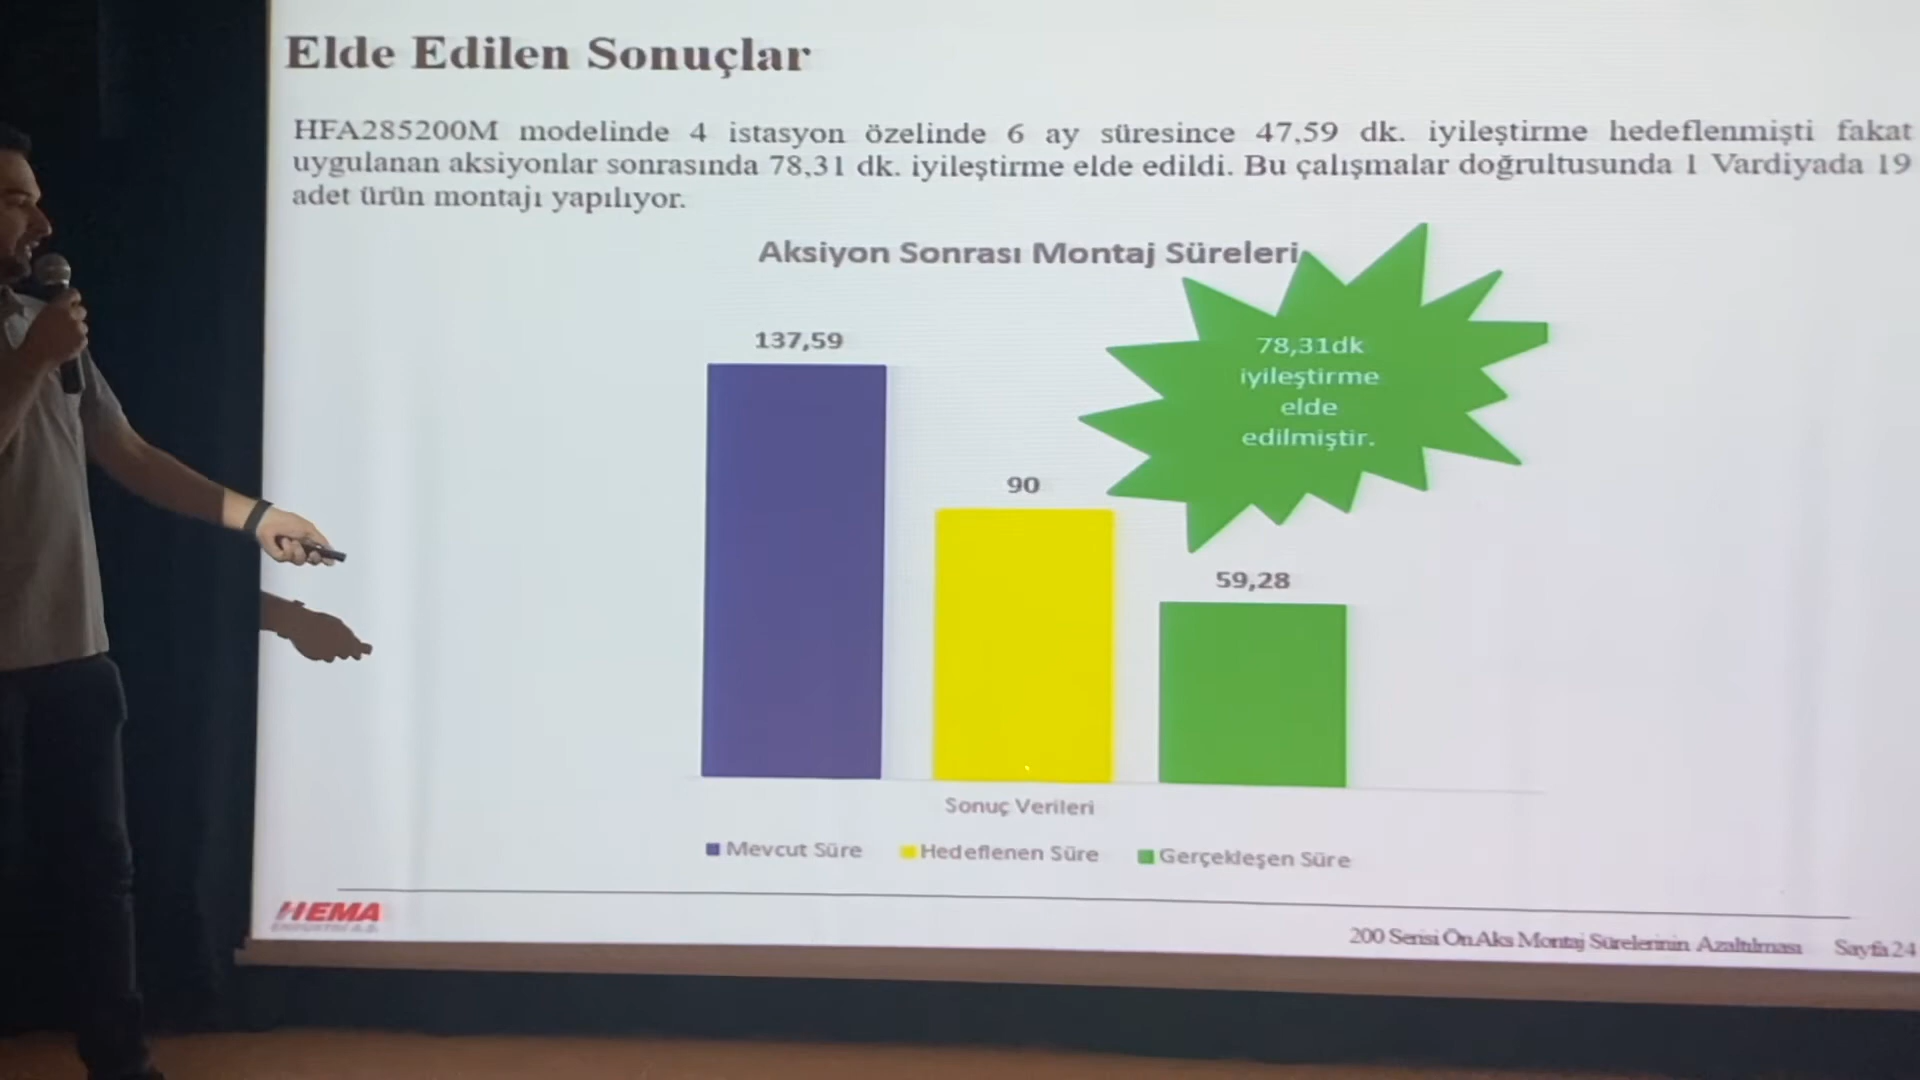 Elde Edilen Sonuçlar
HFA285200M modelinde 4 istasyon özelinde 6 ay süresince 47,59 dk. iyileştirme hedeflenmişti fakat
uygulanan aksiyonlar sonrasında 78,31 dk. iyileştirme elde edildi. Bu çalışmalar doğrultusunda 1 Vardiyada 19
adet ürün montajı yapılıyor.
Aksiyon Sonrası Montaj Süreleri
137,59
78,31dk
iyileştirme
elde
edilmiştir.
90
59,28
Sonuç Verileri
Mevcut Süre Hedeflenen Süre Gerçekleşen Süre
HEMA
ENDÜSTRİ A.Ş.
200 Serisi Ön Aks Montaj Sürelerinin Azaltılması Sayfa 24